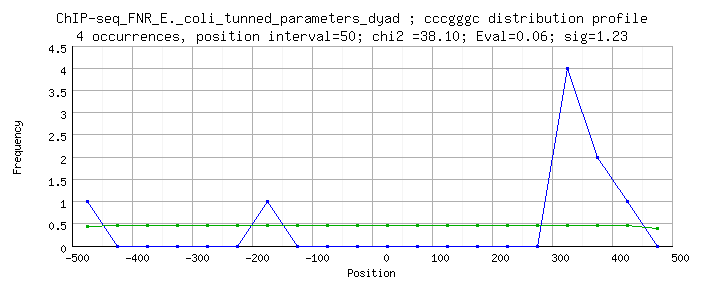 ChIP-seq_FNR_E._coli_tunned_parameters_dyad ; cccgggc distribution profile
4 occurrences, position interval=50; chi2 =38.10; Eval=0.06; sig=1.23
4.5
4
3.5
3
2.5
2
1.5
1
0.5
0
Frequency
-500 -400 -300 -200 -100 0 100 200 300 400 500
Position